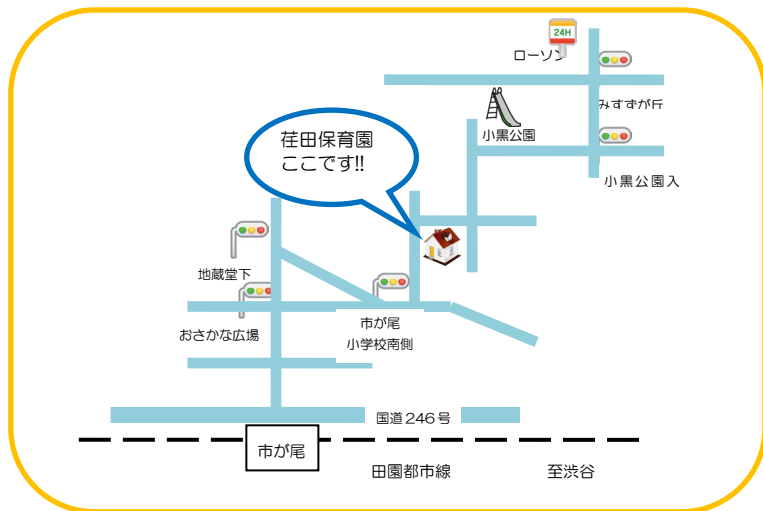 24H
ローソン
みすずが丘
小黒公園
小黒公園入
荏田保育園
ここです!!
地蔵堂下
おさかな広場
市が尾
小学校南側
国道246号
市が尾
田園都市線
至渋谷